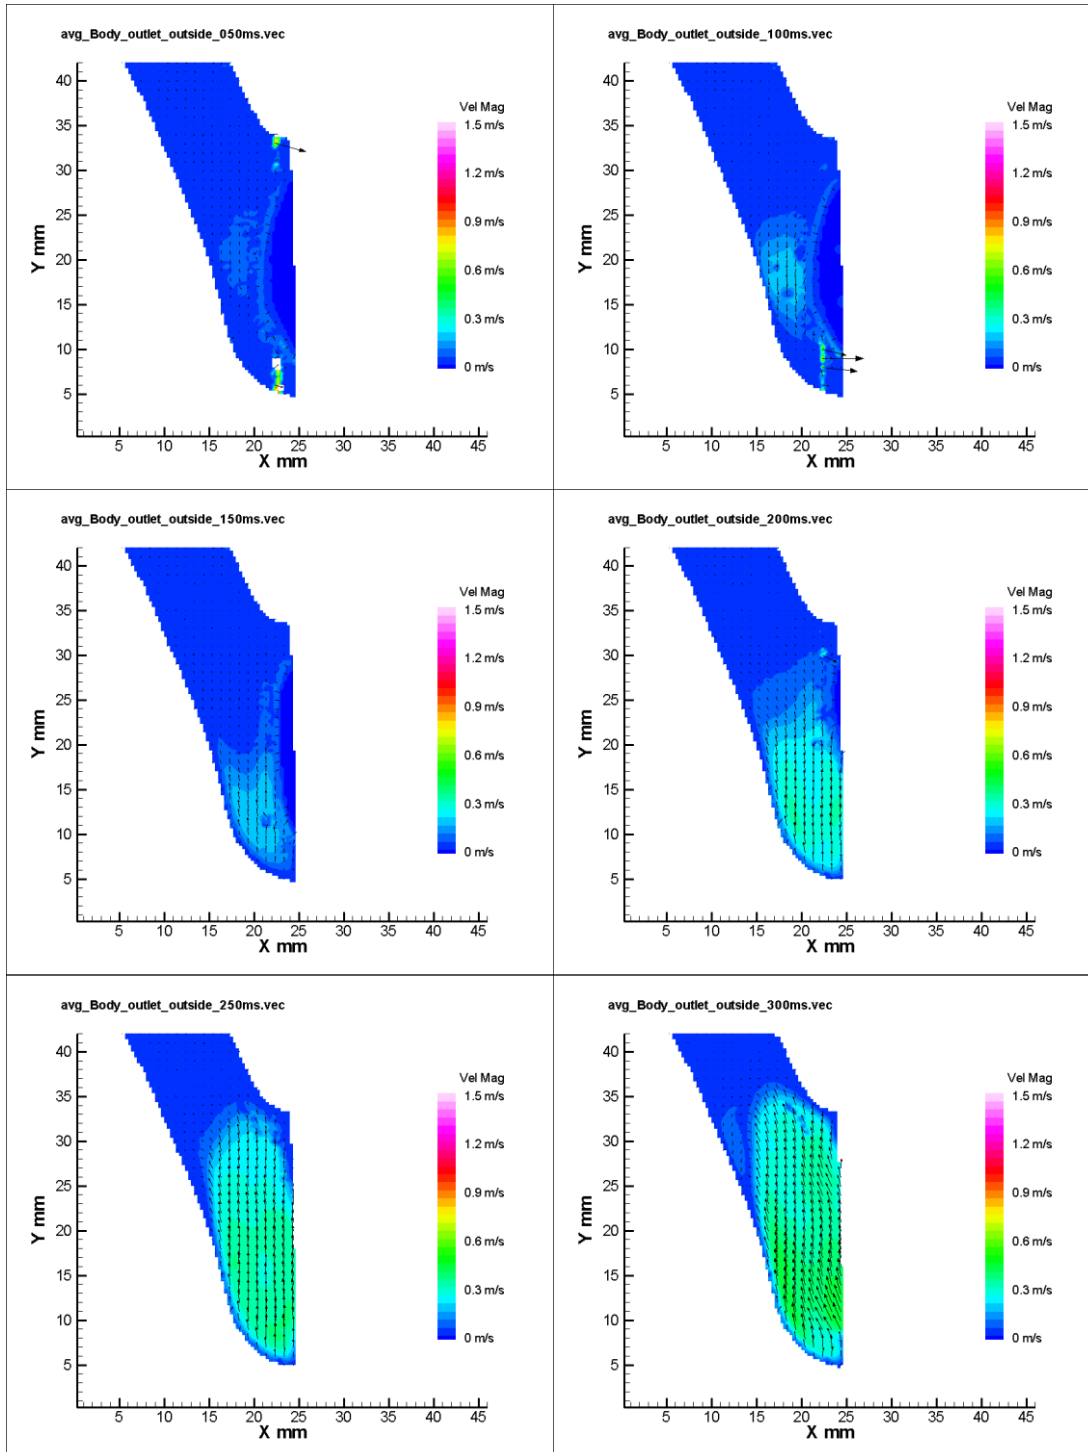 avg_Body_outlet_outside_050ms.vec
Vel Mag
1.5 m/s
1.2 m/s
0.9 m/s
0.6 m/s
0.3 m/s
0 m/s
Y mm
40
35
30
25
20
15
10
5
5 10 15 20 25 30 35 40 45
X mm
avg_Body_outlet_outside_100ms.vec
Vel Mag
1.5 m/s
1.2 m/s
0.9 m/s
0.6 m/s
0.3 m/s
0 m/s
Y mm
40
35
30
25
20
15
10
5
5 10 15 20 25 30 35 40 45
X mm
avg_Body_outlet_outside_150ms.vec
Vel Mag
1.5 m/s
1.2 m/s
0.9 m/s
0.6 m/s
0.3 m/s
0 m/s
Y mm
40
35
30
25
20
15
10
5
5 10 15 20 25 30 35 40 45
X mm
avg_Body_outlet_outside_200ms.vec
Vel Mag
1.5 m/s
1.2 m/s
0.9 m/s
0.6 m/s
0.3 m/s
0 m/s
Y mm
40
35
30
25
20
15
10
5
5 10 15 20 25 30 35 40 45
X mm
avg_Body_outlet_outside_250ms.vec
Vel Mag
1.5 m/s
1.2 m/s
0.9 m/s
0.6 m/s
0.3 m/s
0 m/s
Y mm
40
35
30
25
20
15
10
5
5 10 15 20 25 30 35 40 45
X mm
avg_Body_outlet_outside_300ms.vec
Vel Mag
1.5 m/s
1.2 m/s
0.9 m/s
0.6 m/s
0.3 m/s
0 m/s
Y mm
40
35
30
25
20
15
10
5
5 10 15 20 25 30 35 40 45
X mm